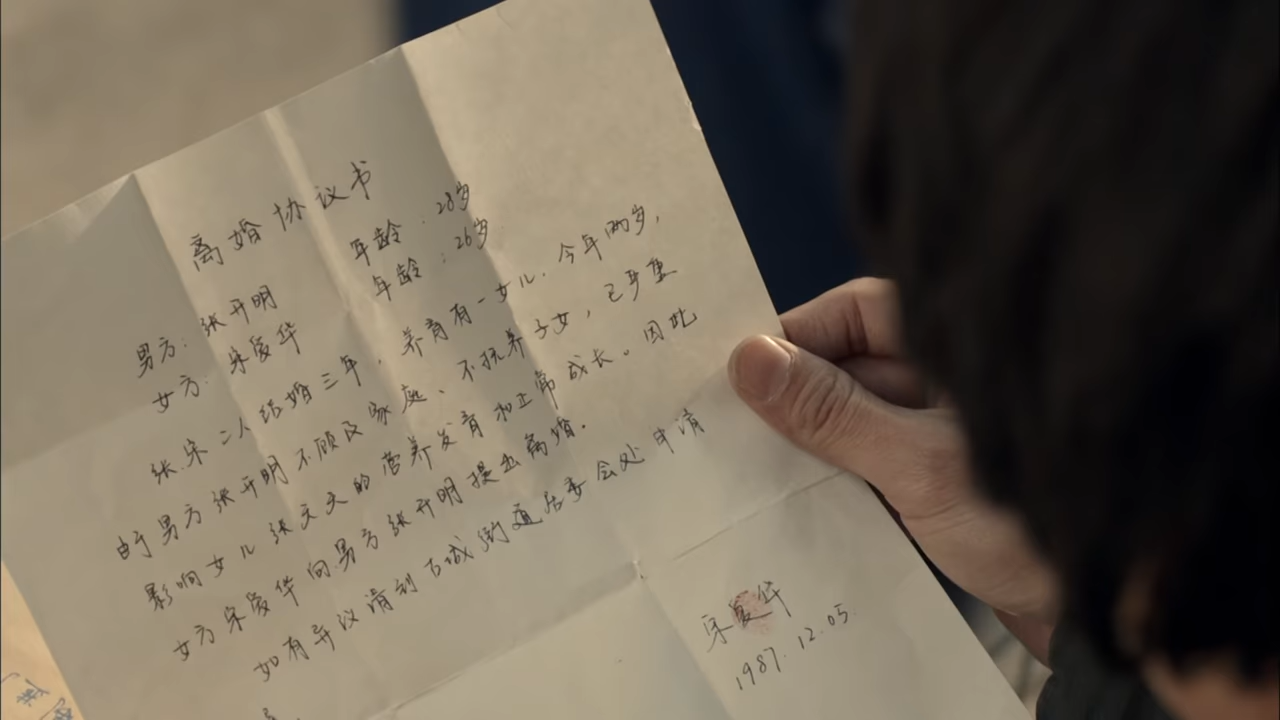 离婚协议书
男方：张开明 年龄：28岁
女方：宋爱华 年龄：26岁
张.宋二人结婚三年，养育有一女儿.今年两岁，
由于男方张开明不顾及家庭、不抚养子女，已严重
影响女儿张天天的营养发育和正常成长。因此
女方宋爱华向男方张开明提出离婚.
如有异议请到古城街道居委会处申请
宋爱华
1987.12.05.